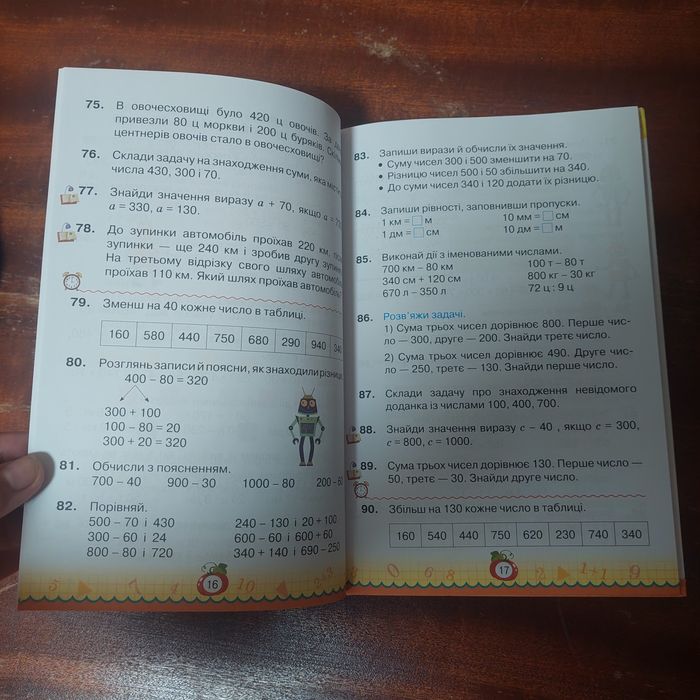 75. В овочесховищі було 420 ц овочів. За
привезли 80 ц моркви і 200 ц буряків.
центнерів овочів стало в овочесховищі?
76. Склади задачу на знаходження суми, яка
числа 430, 300 і 70.
77. Знайди значення виразу a + 70, якщо a =
a = 330, a = 130.
78. До зупинки автомобіль проїхав 220 км,
зупинки — ще 240 км і зробив другу
На третьому відрізку свого шляху
проїхав 110 км. Який шлях проїхав автомобіль
79. Зменш на 40 кожне число в таблиці.
160 580 440 750 680 290 940 340
80. Розглянь записи й поясни, як знаходили різницю
400 – 80 = 320
300 + 100
100 – 80 = 20
300 + 20 = 320
81. Обчисли з поясненням.
700 – 40 900 – 30 1000 – 80 200 – 60
82. Порівняй.
500 – 70 і 430 240 – 130 і 20 + 100
300 – 60 і 24 600 – 60 і 600 + 60
800 – 80 і 720 340 + 140 і 690 – 250
16
83. Запиши вирази й обчисли їх значення.
• Суму чисел 300 і 500 зменшити на 70.
• Різницю чисел 500 і 50 збільшити на 340.
• До суми чисел 340 і 120 додати їх різницю.
84. Запиши рівності, заповнивши пропуски.
1 км = м 10 мм = см
1 дм = см 10 дм = м
85. Виконай дії з іменованими числами.
700 км – 80 км 100 т – 80 т
340 см + 120 см 800 кг – 30 кг
670 л – 350 л 72 ц : 9 ц
86. Розв'яжи задачі.
1) Сума трьох чисел дорівнює 800. Перше чис-
ло — 300, друге — 200. Знайди третє число.
2) Сума трьох чисел дорівнює 490. Друге чис-
ло — 250, третє — 130. Знайди перше число.
87. Склади задачу про знаходження невідомого
доданка із числами 100, 400, 700.
88. Знайди значення виразу c – 40 , якщо c = 300,
c = 800, c = 1000.
89. Сума трьох чисел дорівнює 130. Перше число —
50, третє — 30. Знайди друге число.
90. Збільш на 130 кожне число в таблиці.
160 540 440 750 620 230 740 340
17